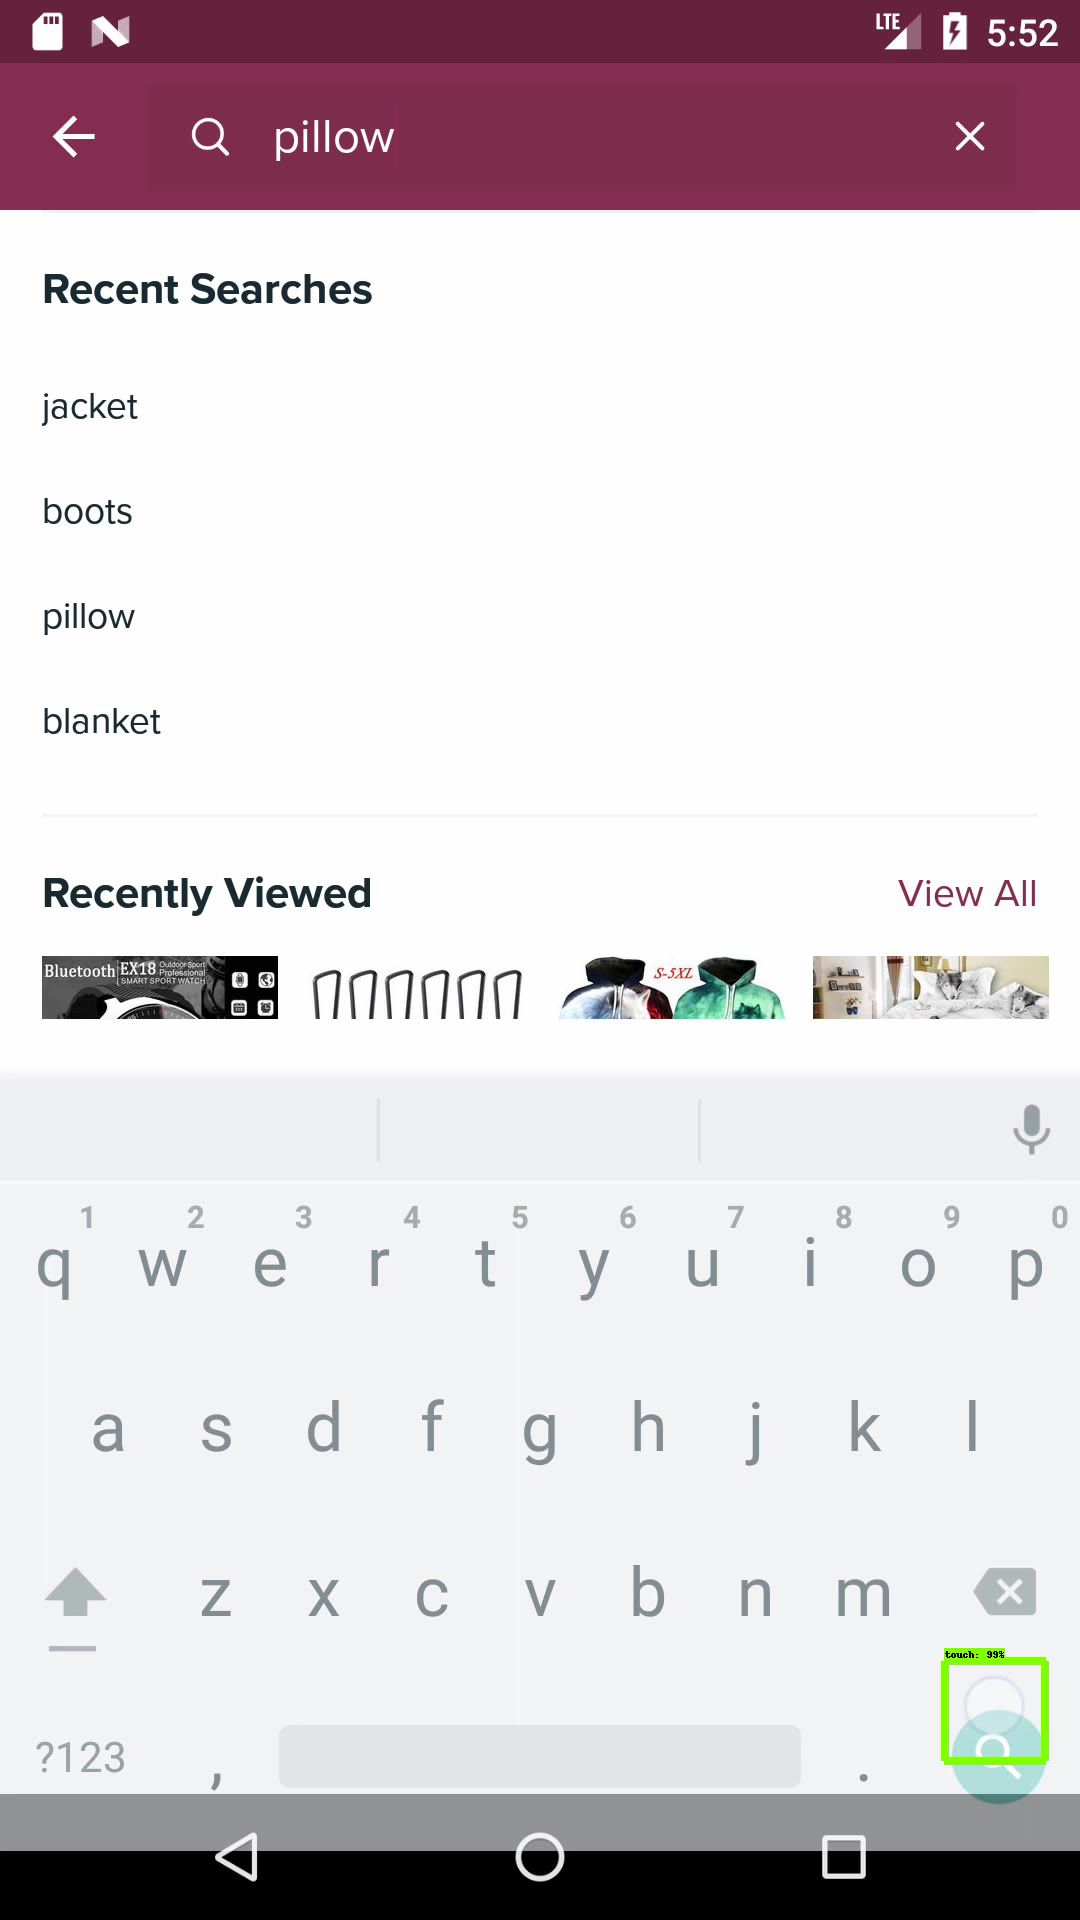 LTE 5:52
pillow
Recent Searches
jacket
boots
pillow
blanket
Recently Viewed
View All
Bluetooth EX18 Outdoor Sport
Professional
SMART SPORT WATCH
S-5XL
1 2 3 4 5 6 7 8 9 0
q w e r t y u i o p
a s d f g h j k l
z x c v b n m
touch: 99%
?123 , .